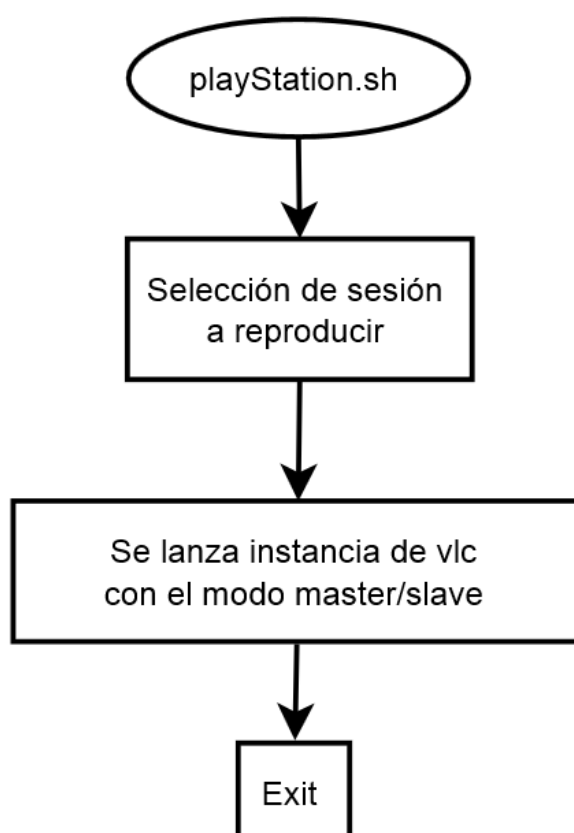 playStation.sh
Selección de sesión
a reproducir
Se lanza instancia de vlc
con el modo master/slave
Exit